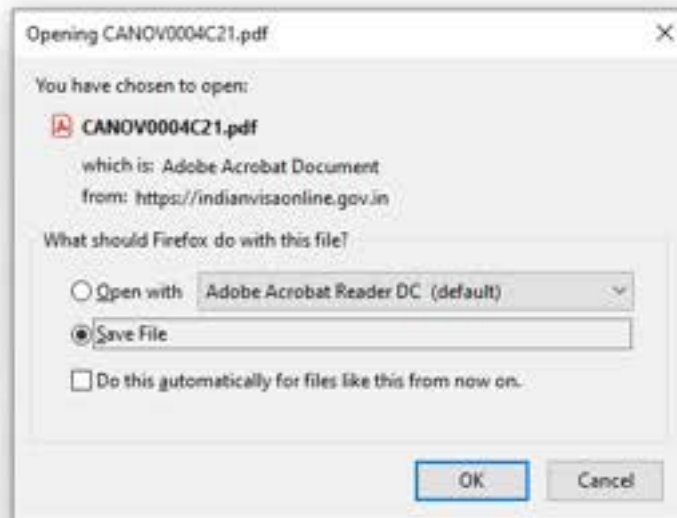 Opening CANOV0004C21.pdf
You have chosen to open:
CANOV0004C21.pdf
which is: Adobe Acrobat Document
from: https://indianvisaonline.gov.in
What should Firefox do with this file?
Open with Adobe Acrobat Reader DC (default)
Save File
Do this automatically for files like this from now on.
OK Cancel